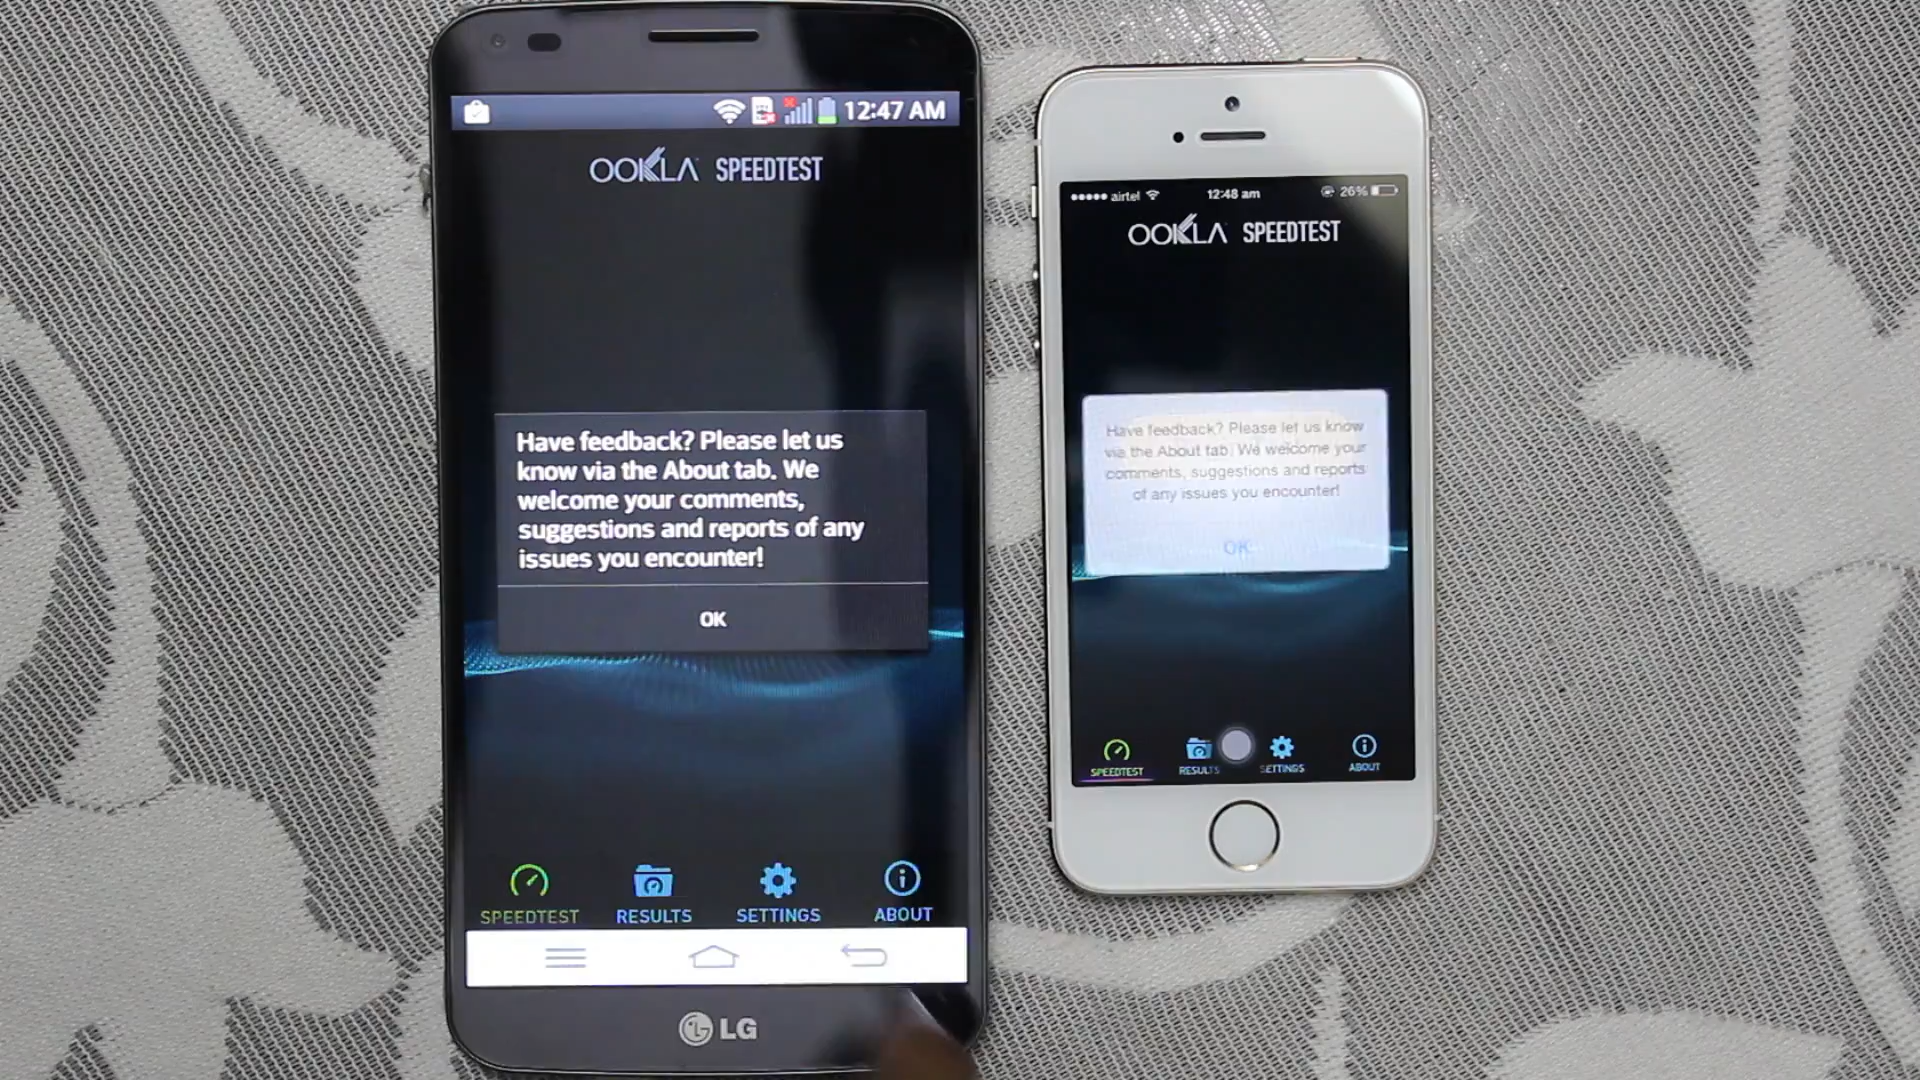 12:47 AM
OOKLA SPEEDTEST
Have feedback? Please let us
know via the About tab. We
welcome your comments,
suggestions and reports of any
issues you encounter!
OK
SPEEDTEST RESULTS SETTINGS ABOUT
LG
airtel 12:48 am 26%
OOKLA SPEEDTEST
Have feedback? Please let us know
via the About tab. We welcome your
comments, suggestions and reports
of any issues you encounter!
OK
SPEEDTEST RESULTS SETTINGS ABOUT